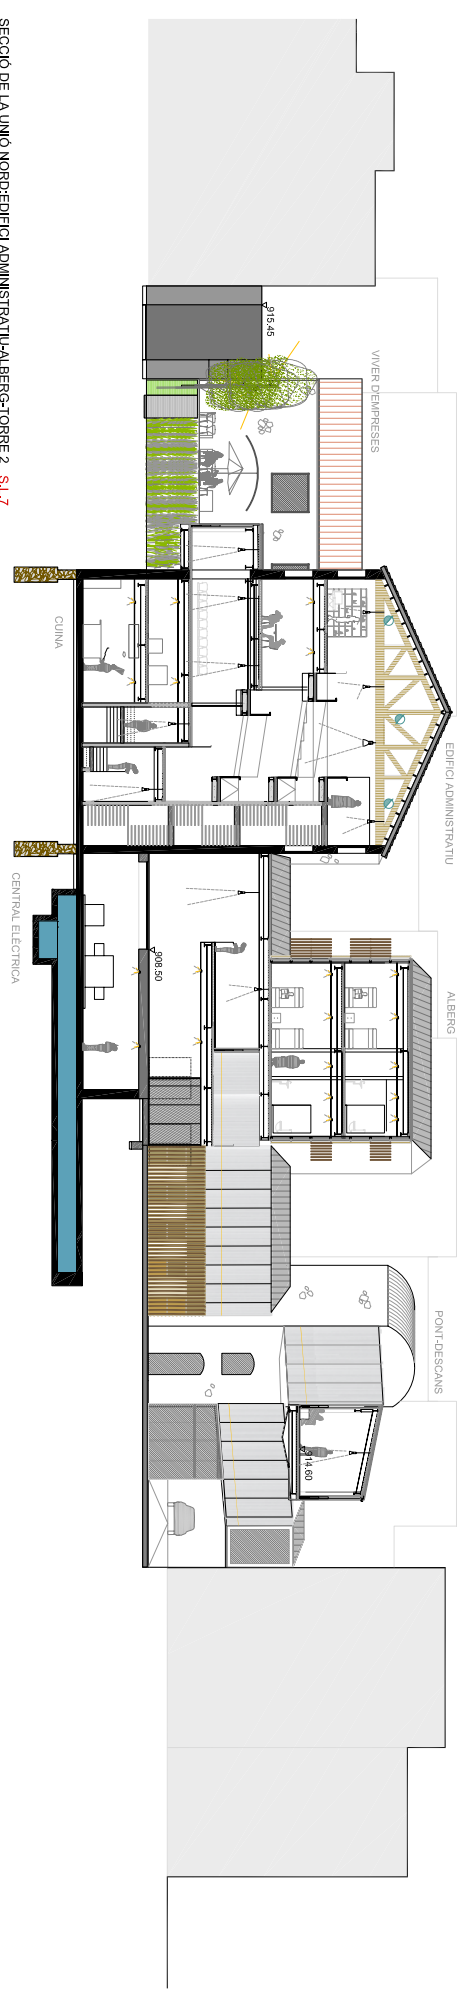 915.45
VIVER D'EMPRESES
EDIFICI ADMINISTRATIU
CUINA
CENTRAL ELÈCTRICA
908.50
ALBERG
PONT-DESCANS
914.60
SECCIÓ DE LA UNIÓ NORD:EDIFICI ADMINISTRATIU-ALBERG-TORRE 2 S.L.7